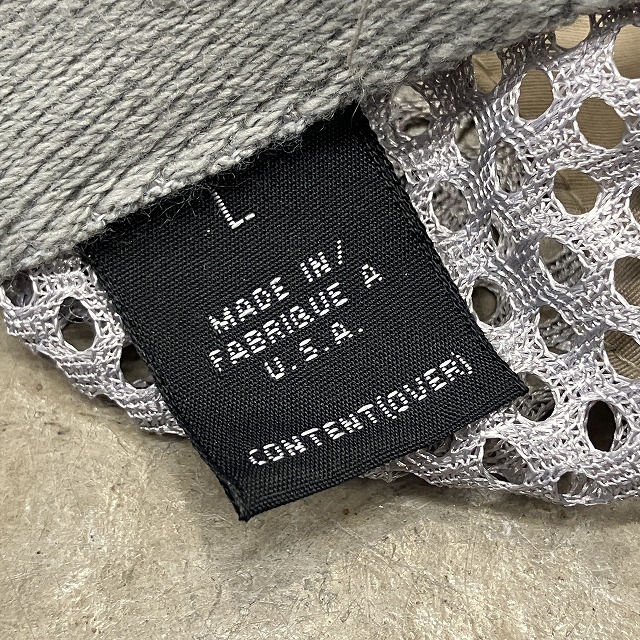 L
MADE IN/
FABRIQUE A
U.S.A.
CONTENT(OVER)